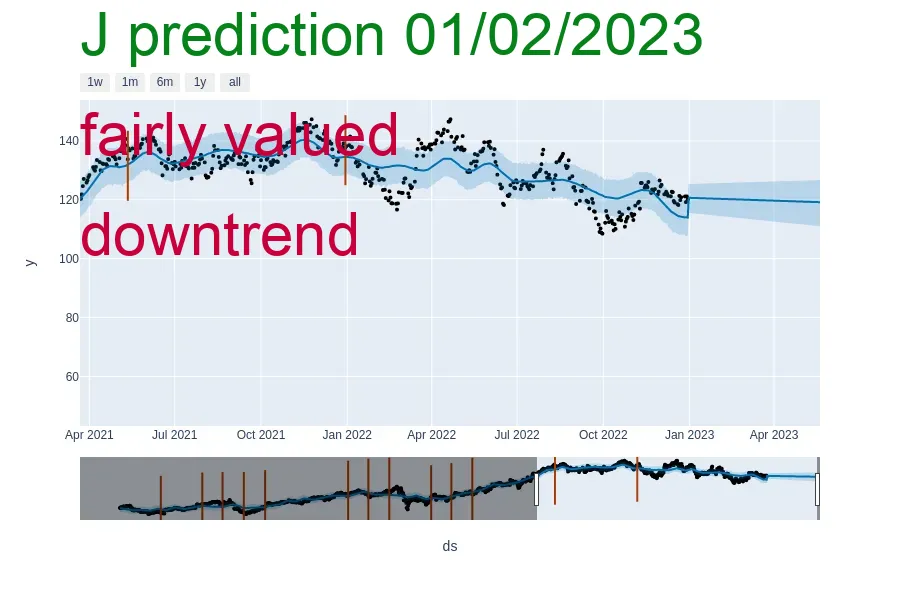 J prediction 01/02/2023
1w 1m 6m 1y all
fairly valued
downtrend
140
120
100
80
60
y
Apr 2021 Jul 2021 Oct 2021 Jan 2022 Apr 2022 Jul 2022 Oct 2022 Jan 2023 Apr 2023
ds